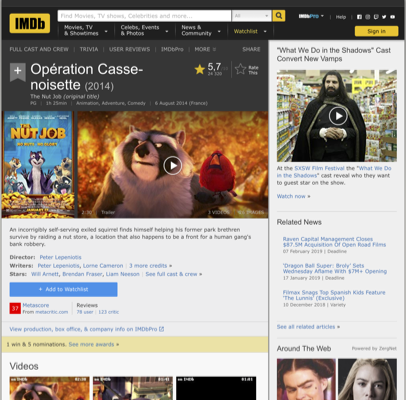 IMDb
Find Movies, TV shows, Celebrities and more...
All
IMDbPro
Help
Movies, TV
& Showtimes
Celebs, Events
& Photos
News &
Community
Watchlist
Sign in
FULL CAST AND CREW | TRIVIA | USER REVIEWS | IMDbPro | MORE
SHARE
Opération Casse-
noisette (2014)
The Nut Job (original title)
5,7
Rate
This
PG | 1h 25min | Animation, Adventure, Comedy | 6 August 2014 (France)
THE
NUT JOB
Trailer
An incorrigibly self-serving exiled squirrel finds himself helping his former park brethren
survive by raiding a nut store, a location that also happens to be a front for a human gang's
bank robbery.
Director: Peter Lepeniotis
Writers: Peter Lepeniotis, Lorne Cameron | 3 more credits »
Stars: Will Arnett, Brendan Fraser, Liam Neeson | See full cast & crew »
+ Add to Watchlist
37
Metascore
From metacritic.com
Reviews
76 user | 123 critic
View production, box office, & company info on IMDbPro
1 win & 5 nominations. See more awards »
Videos
"What We Do in the Shadows" Cast
Convert New Vamps
At the SXSW Film Festival the "What We
Do in the Shadows" cast reveal who they want
to guest star on the show.
Watch now »
Related News
Raven Capital Management Closes
$87.5M Acquisition Of Open Road Films
07 February 2019 | Deadline
'Dragon Ball Super: Broly' Sets
Wednesday Aflame With $7M+ Opening
17 January 2019 | Deadline
Filmax Snaps Top Spanish Kids Feature
'The Lunnis' (Exclusive)
10 December 2018 | Variety
See all related articles »
Around The Web
Powered by ZergNet